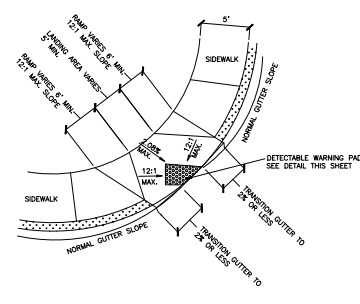 RAMP VARIES 6' MIN.
12:1 MAX. SLOPE
LANDING AREA VARIES
5' MIN.
RAMP VARIES 6' MIN.
12:1 MAX. SLOPE
5'
SIDEWALK
NORMAL GUTTER SLOPE
2.08%
MAX.
12:1
MAX.
12:1
MAX.
DETECTABLE WARNING PAD
SEE DETAIL THIS SHEET
TRANSITION GUTTER TO
2% OR LESS
SIDEWALK
NORMAL GUTTER SLOPE
TRANSITION GUTTER TO
2% OR LESS